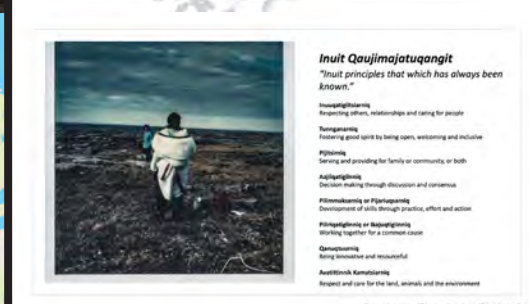 Inuit Qaujimajatuqangit
"Inuit principles that which has always been
known."
Inuuqatigiitsiarniq
Respecting others, relationships and caring for people
Tunnganarniq
Fostering good spirit by being open, welcoming and inclusive
Pijitsirniq
Serving and providing for family or community, or both
Aajiiqatigiinniq
Decision making through discussion and consensus
Pilimmaksarniq or Pijariuqsarniq
Development of skills through practice, effort and action
Piliriqatigiinniq or Ikajuqtigiinniq
Working together for a common cause
Qanuqtuurniq
Being innovative and resourceful
Avatittinnik Kamatsiarniq
Respect and care for the land, animals and the environment